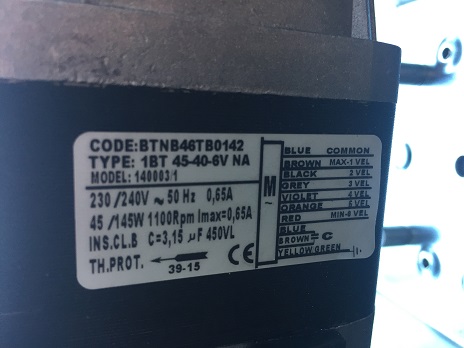 CODE:BTNB46TB0142
TYPE: 1BT 45-40-6V NA
MODEL: 140003/1
230/240V ~ 50 Hz 0,65A
45/145W 1100Rpm Imax=0,65A
INS.CL.B C=3,15 µF 450VL
TH.PROT. 39-15 CE
M
~
BLUE COMMON
BROWN MAX-1 VEL
BLACK 2 VEL
GREY 3 VEL
VIOLET 4 VEL
ORANGE 5 VEL
RED MIN-6 VEL
BLUE
BROWN C
YELLOW GREEN